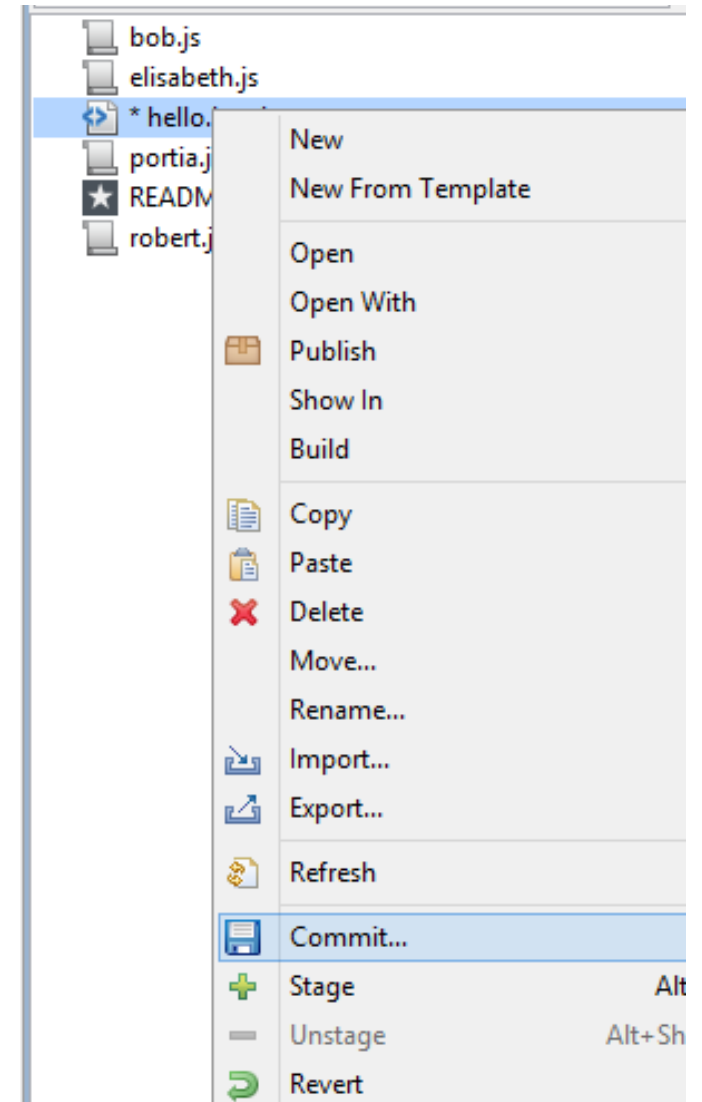 bob.js
elisabeth.js
* hello.
portia.j
READM
robert.j
New
New From Template
Open
Open With
Publish
Show In
Build
Copy
Paste
Delete
Move...
Rename...
Import...
Export...
Refresh
Commit...
Stage Alt
Unstage Alt+Sh
Revert